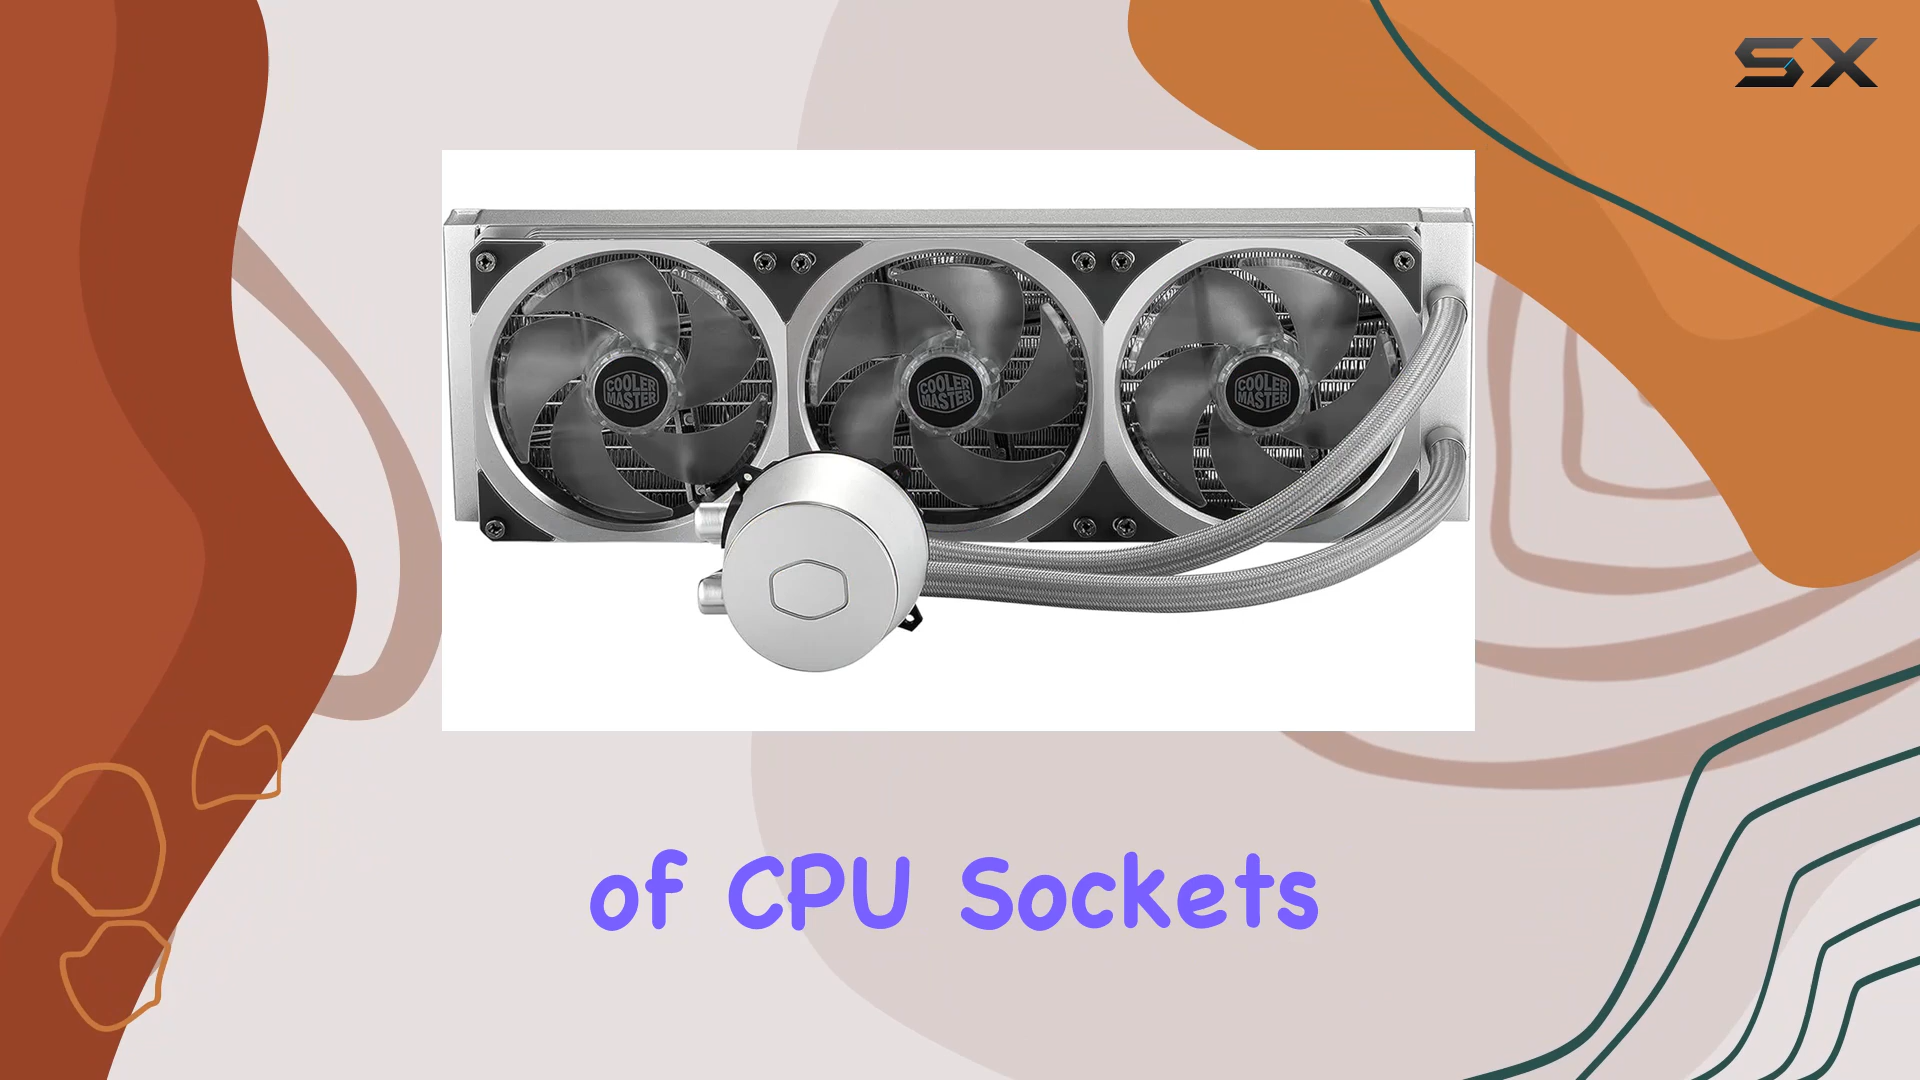 SX
COOLER
MASTER
COOLER
MASTER
COOLER
MASTER
of CPU Sockets